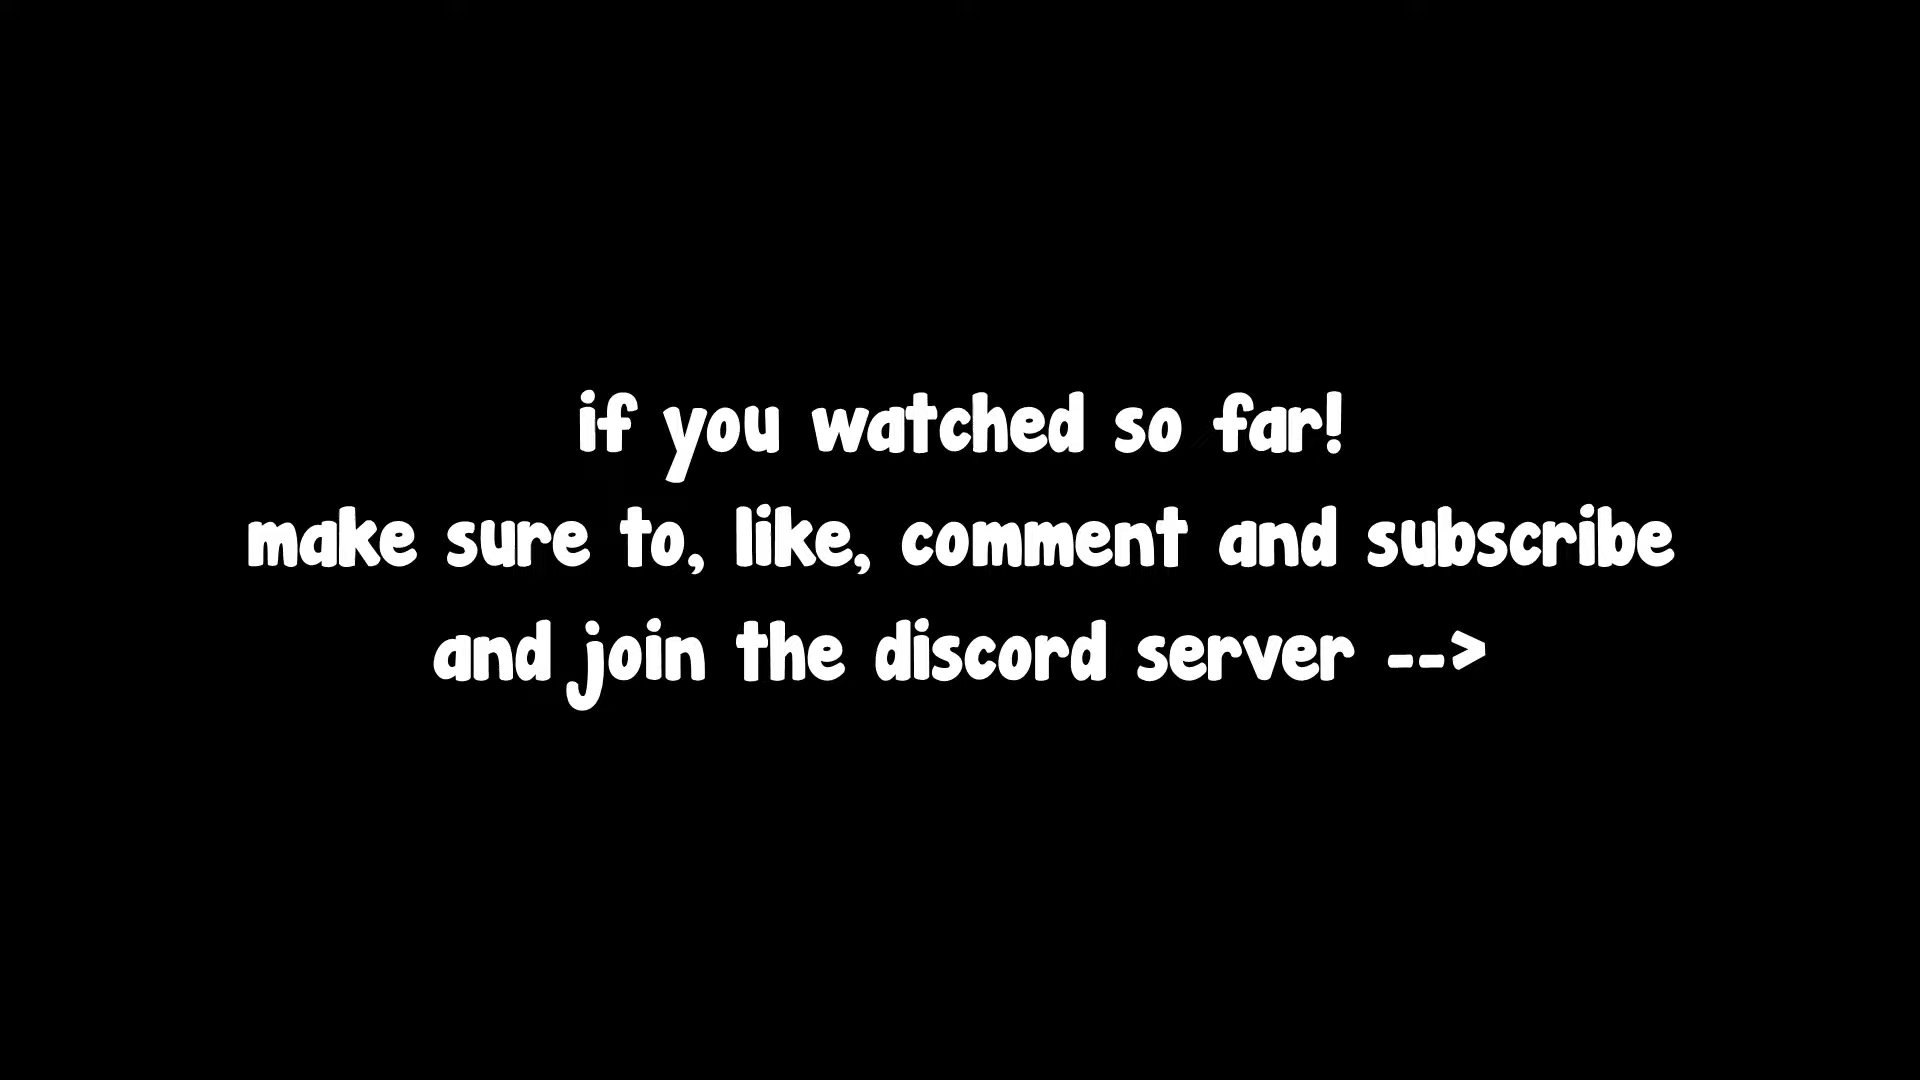 if you watched so far!
make sure to, like, comment and subscribe
and join the discord server -->